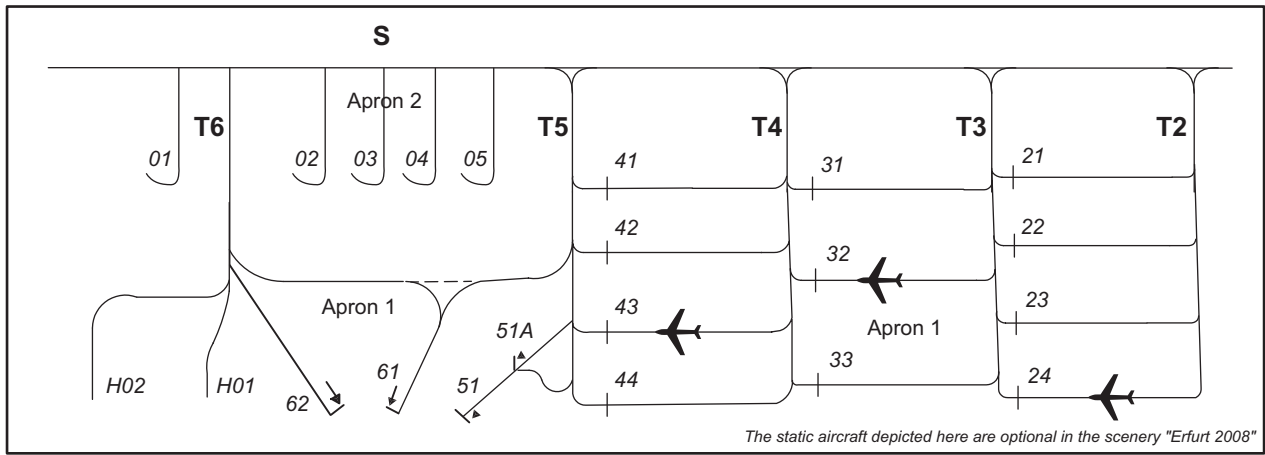 S
Apron 2
T6 T5 T4 T3 T2
01 02 03 04 05 41 31 21
42 32 22
Apron 1 51A 43 Apron 1 23
H02 H01 62 61 51 44 33 24
The static aircraft depicted here are optional in the scenery "Erfurt 2008"